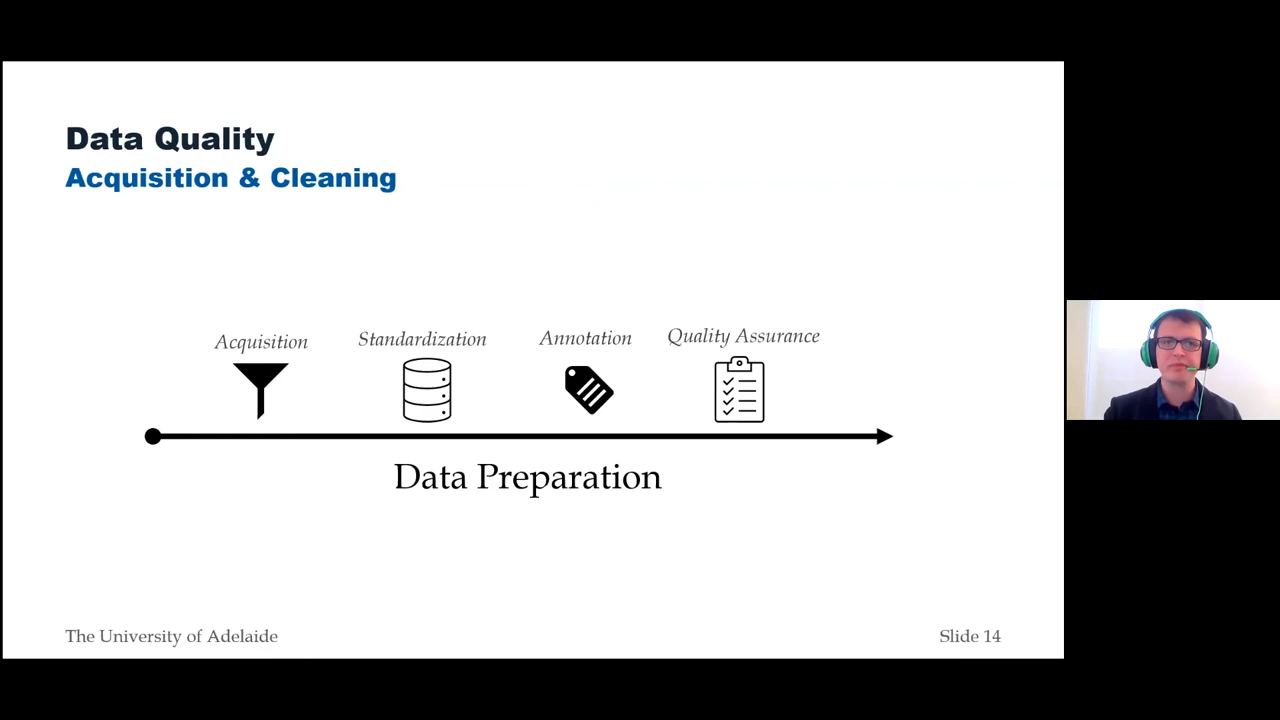 Data Quality
Acquisition & Cleaning
Acquisition
Standardization
Annotation
Quality Assurance
Data Preparation
The University of Adelaide
Slide 14